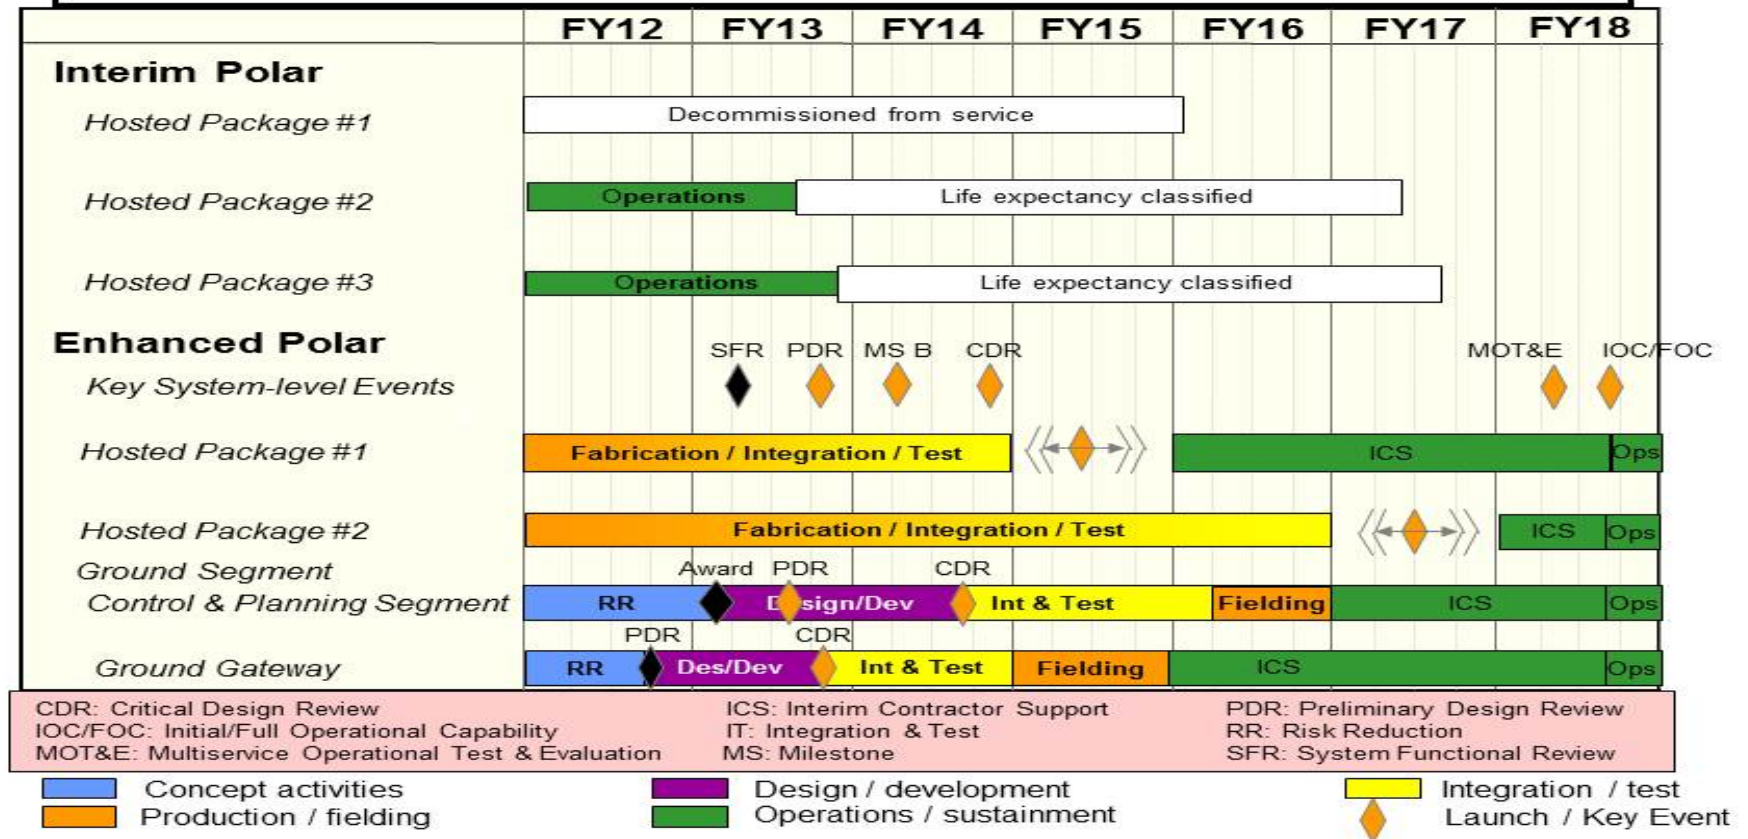 FY12 FY13 FY14 FY15 FY16 FY17 FY18
Interim Polar
Hosted Package #1 Decommissioned from service
Hosted Package #2 Operations Life expectancy classified
Hosted Package #3 Operations Life expectancy classified
Enhanced Polar
SFR PDR MS B CDR MOT&E IOC/FOC
Key System-level Events
Hosted Package #1 Fabrication / Integration / Test ICS Ops
Hosted Package #2 Fabrication / Integration / Test ICS Ops
Ground Segment Award PDR CDR
Control & Planning Segment RR Design/Dev Int & Test Fielding ICS Ops
PDR CDR
Ground Gateway RR Des/Dev Int & Test Fielding ICS Ops
CDR: Critical Design Review ICS: Interim Contractor Support PDR: Preliminary Design Review
IOC/FOC: Initial/Full Operational Capability IT: Integration & Test RR: Risk Reduction
MOT&E: Multiservice Operational Test & Evaluation MS: Milestone SFR: System Functional Review
Concept activities Design / development Integration / test
Production / fielding Operations / sustainment Launch / Key Event